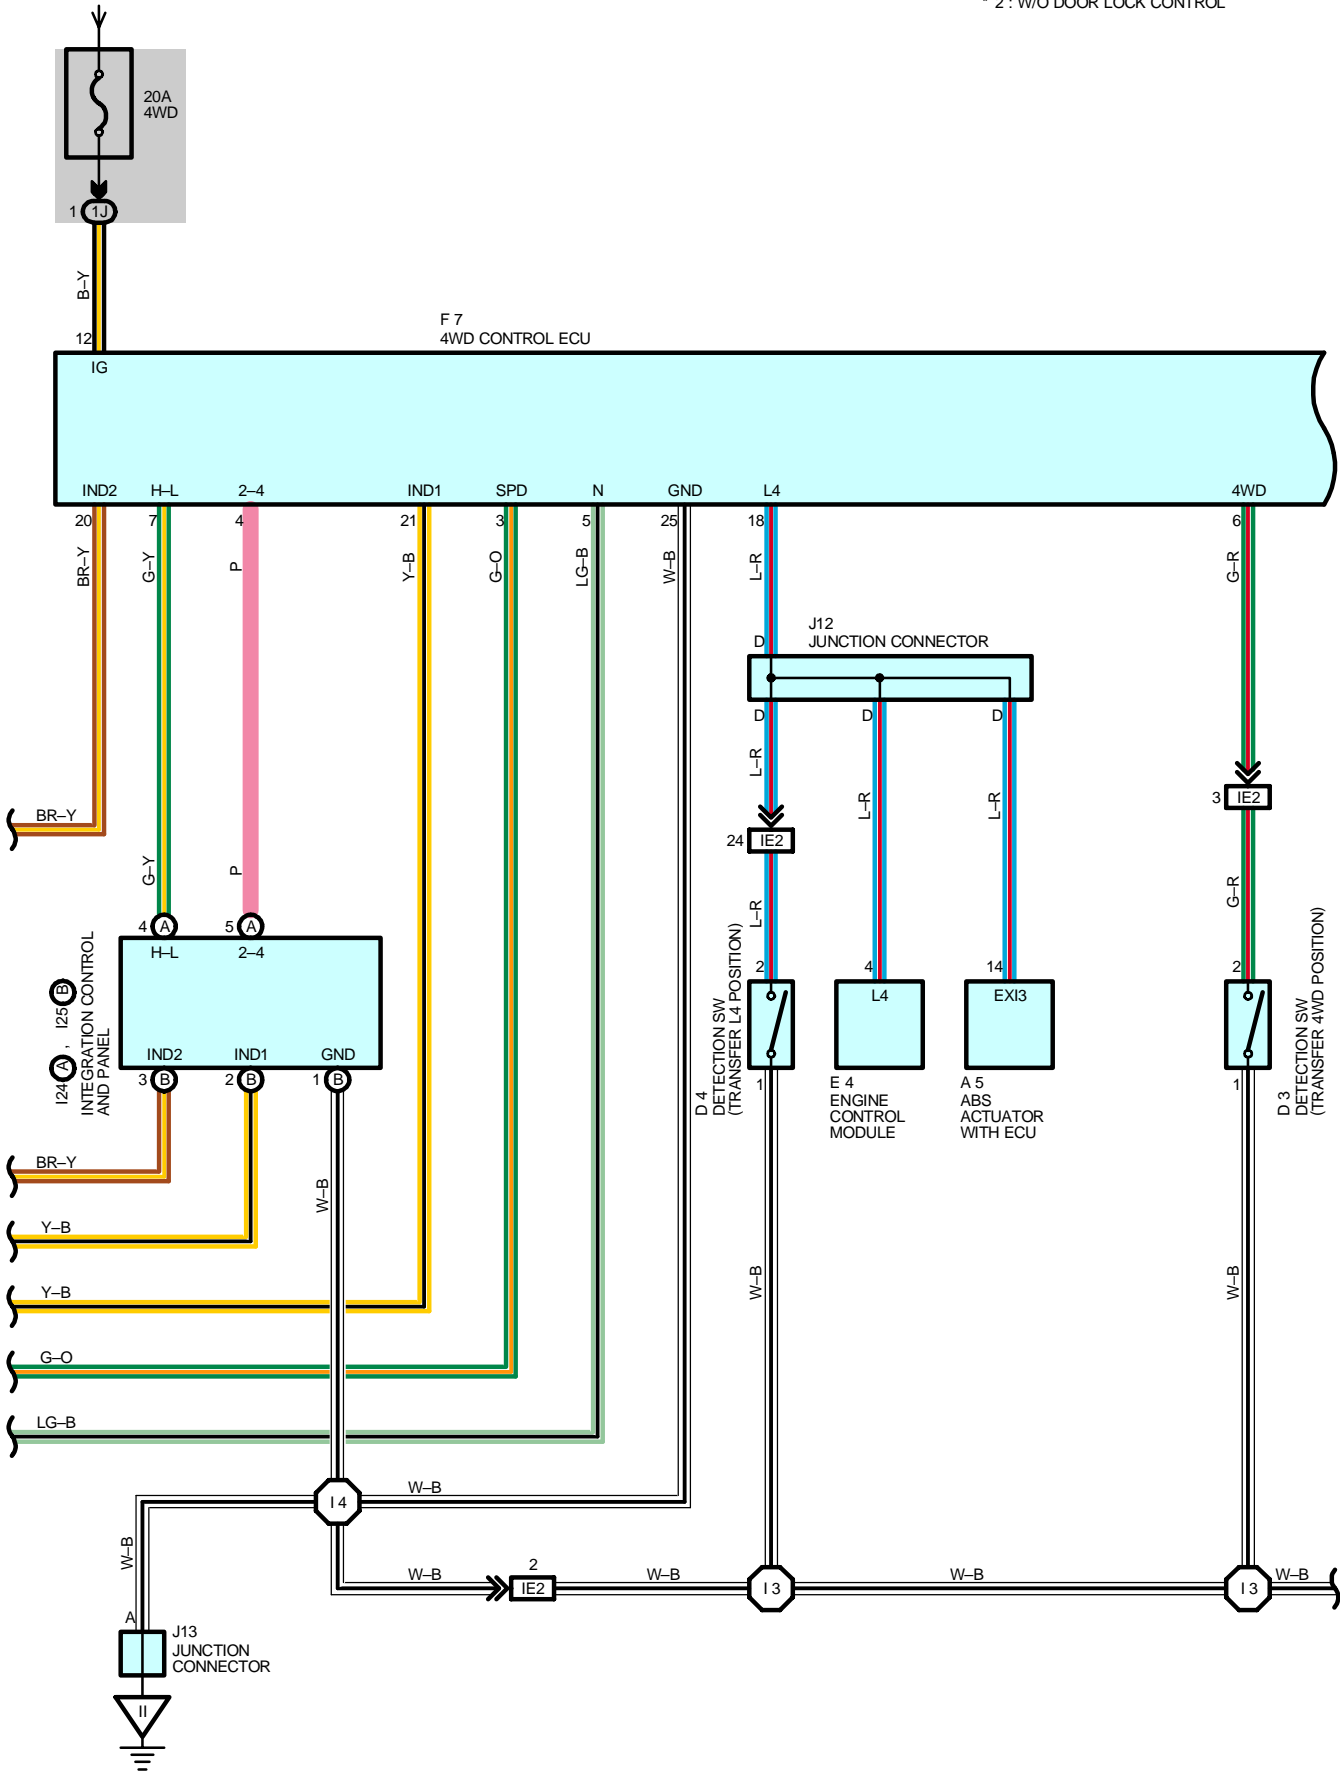 * 2 : W/O DOOR LOCK CONTROL
20A
4WD
1
1J
B–Y
F 7
4WD CONTROL ECU
12
IG
IND2
H–L
2–4
IND1
SPD
N
GND
L4
4WD
20
7
4
21
3
5
25
18
6
BR–Y
G–Y
P
Y–B
G–O
LG–B
W–B
L–R
G–R
J12
JUNCTION CONNECTOR
D
D
D
D
L–R
L–R
L–R
3
IE2
BR–Y
24
IE2
G–Y
P
L–R
G–R
4
A
5
A
H–L
2–4
I24 A , I25 B
INTEGRATION CONTROL
AND PANEL
IND2
IND1
GND
3
B
2
B
1
B
2
4
14
2
L4
EXI3
D 4
DETECTION SW
(TRANSFER L4 POSITION)
1
E 4
ENGINE
CONTROL
MODULE
A 5
ABS
ACTUATOR
WITH ECU
1
D 3
DETECTION SW
(TRANSFER 4WD POSITION)
BR–Y
W–B
Y–B
Y–B
W–B
W–B
G–O
LG–B
I 4
W–B
W–B
W–B
2
IE2
W–B
I 3
W–B
I 3
W–B
A
J13
JUNCTION
CONNECTOR
II